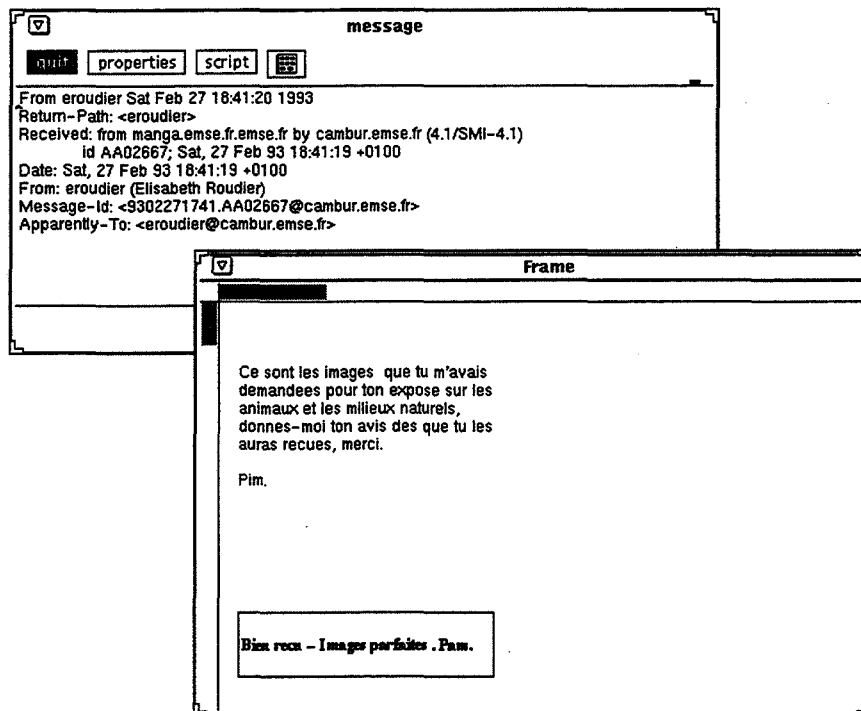 message
quit properties script
From eroudier Sat Feb 27 18:41:20 1993
Return-Path: <eroudier>
Received: from manga.emse.fr.emse.fr by cambur.emse.fr (4.1/SMI-4.1)
id AA02667; Sat, 27 Feb 93 18:41:19 +0100
Date: Sat, 27 Feb 93 18:41:19 +0100
From: eroudier (Elisabeth Roudier)
Message-Id: <9302271741.AA02667@cambur.emse.fr>
Apparently-To: <eroudier@cambur.emse.fr>
Frame
Ce sont les images que tu m'avais
demandees pour ton expose sur les
animaux et les milieux naturels,
donnes-moi ton avis des que tu les
auras recues, merci.
Pim.
Bien recu - Images parfaites . Pam.